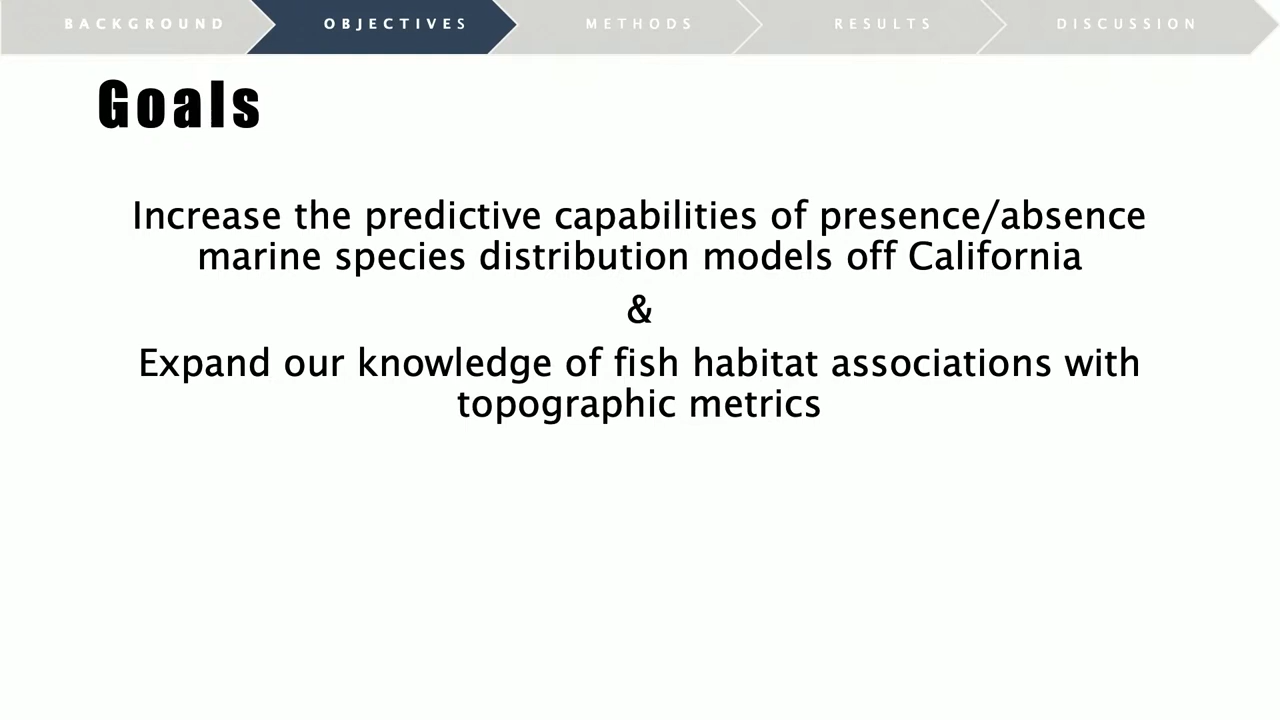 BACKGROUND
OBJECTIVES
METHODS
RESULTS
DISCUSSION
Goals
Increase the predictive capabilities of presence/absence
marine species distribution models off California
&
Expand our knowledge of fish habitat associations with
topographic metrics